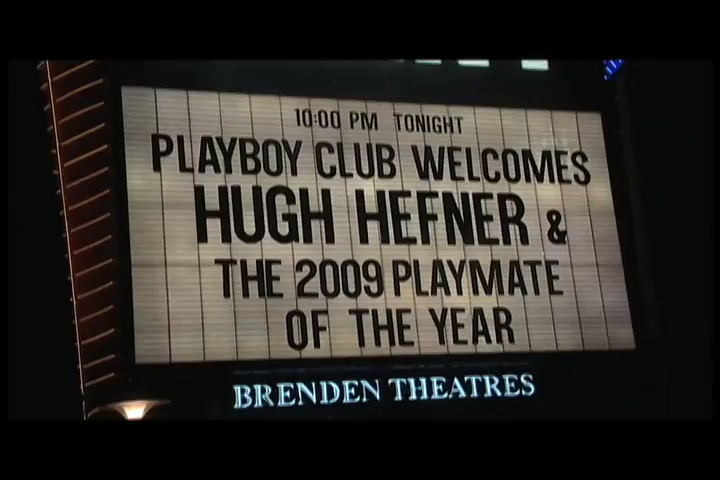 10:00 PM TONIGHT
PLAYBOY CLUB WELCOMES
HUGH HEFNER &
THE 2009 PLAYMATE
OF THE YEAR
BRENDEN THEATRES